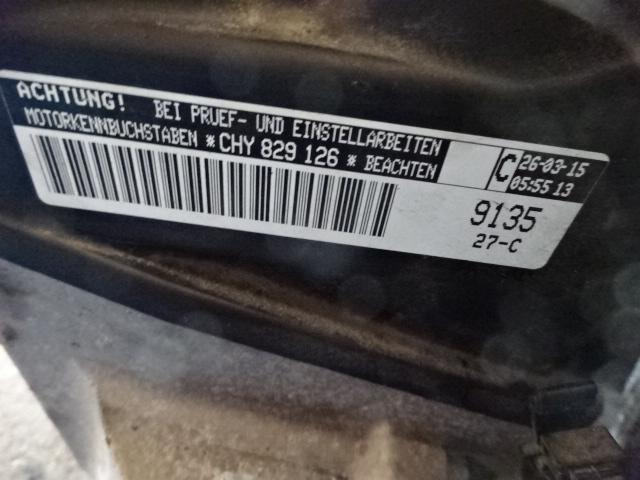 ACHTUNG! BEI PRUEF- UND EINSTELLARBEITEN
MOTORKENNBUCHSTABEN * CHY 829 126 * BEACHTEN
C 26-03-15
05:55 13
9135
27-C